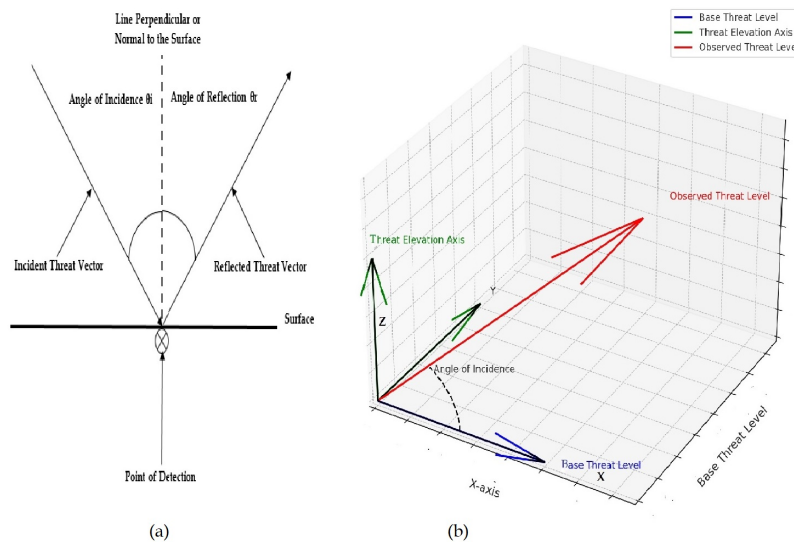 Line Perpendicular or
Normal to the Surface
Angle of Incidence θi
Angle of Reflection θr
Incident Threat Vector
Reflected Threat Vector
Surface
Point of Detection
(a)
Base Threat Level
Threat Elevation Axis
Observed Threat Level
Observed Threat Level
Threat Elevation Axis
Y
Z
Angle of Incidence
Base Threat Level
X
X-axis
Base Threat Level
(b)